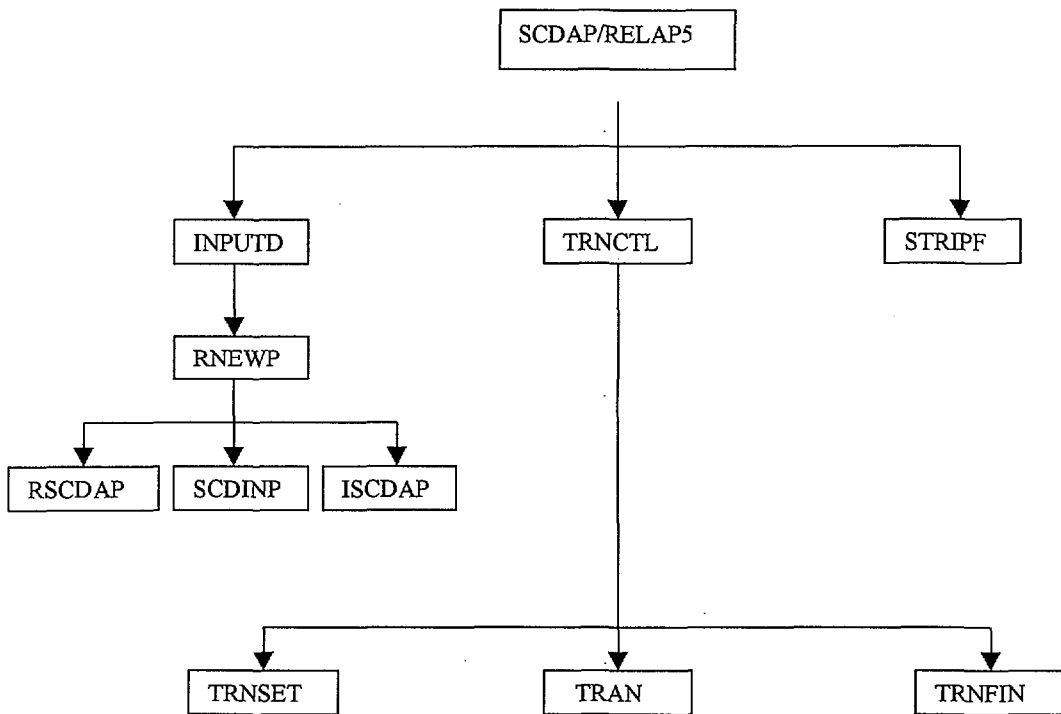 SCDAP/RELAP5
INPUTD
TRNCTL
STRIPF
RNEWP
RSCDAP
SCDINP
ISCDAP
TRNSET
TRAN
TRNFIN